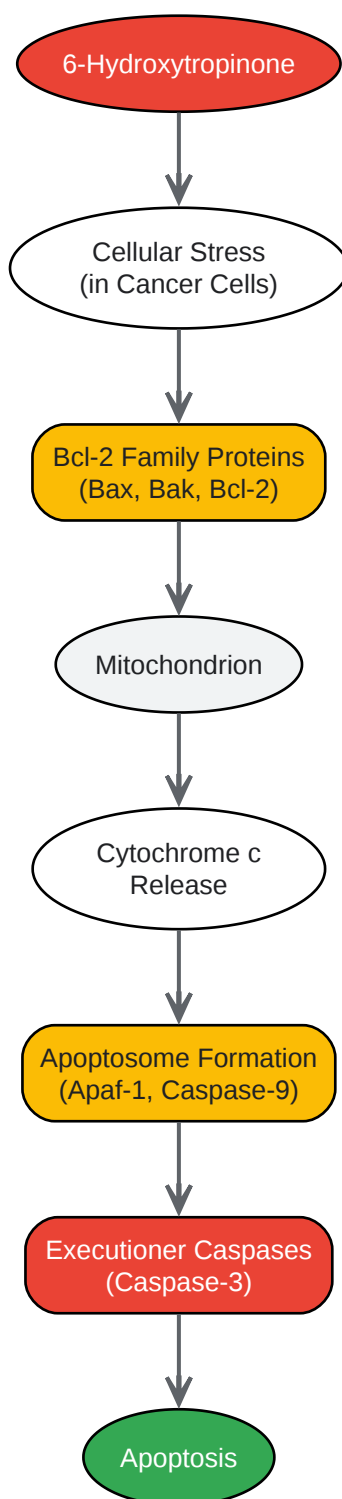 6-Hydroxytropinone
Cellular Stress
(in Cancer Cells)
Bcl-2 Family Proteins
(Bax, Bak, Bcl-2)
Mitochondrion
Cytochrome c
Release
Apoptosome Formation
(Apaf-1, Caspase-9)
Executioner Caspases
(Caspase-3)
Apoptosis